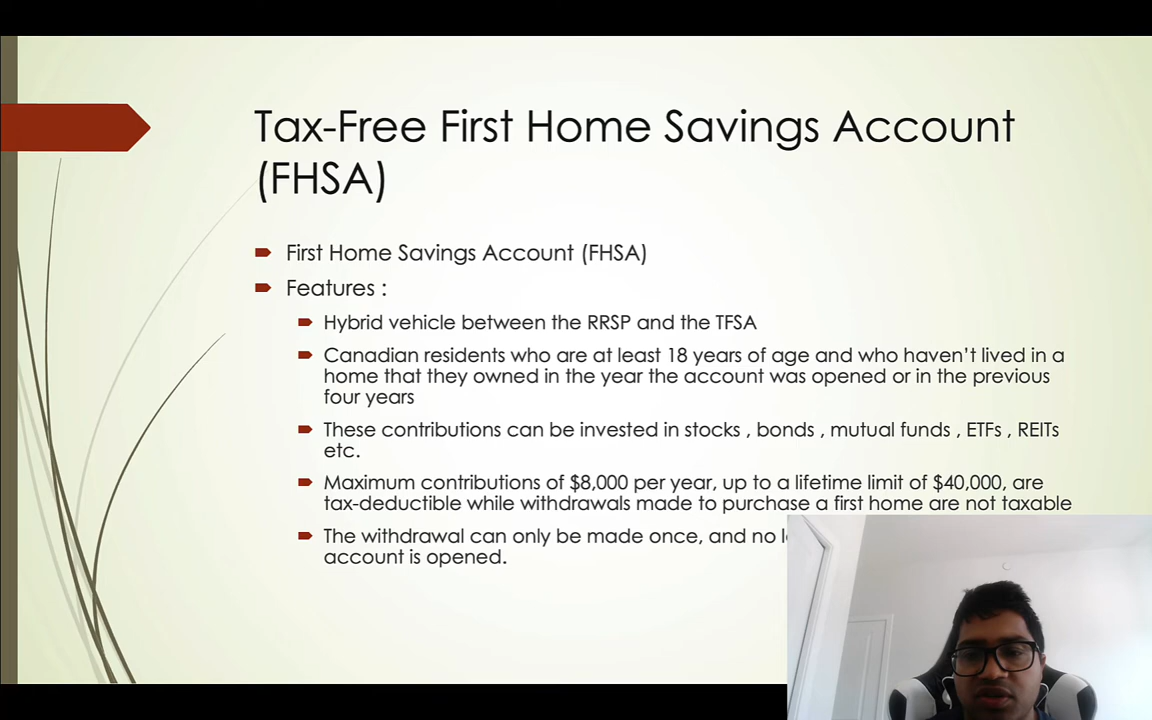 Tax-Free First Home Savings Account
(FHSA)
First Home Savings Account (FHSA)
Features :
Hybrid vehicle between the RRSP and the TFSA
Canadian residents who are at least 18 years of age and who haven’t lived in a
home that they owned in the year the account was opened or in the previous
four years
These contributions can be invested in stocks , bonds , mutual funds , ETFs , REITs
etc.
Maximum contributions of $8,000 per year, up to a lifetime limit of $40,000, are
tax-deductible while withdrawals made to purchase a first home are not taxable
The withdrawal can only be made once, and no
account is opened.